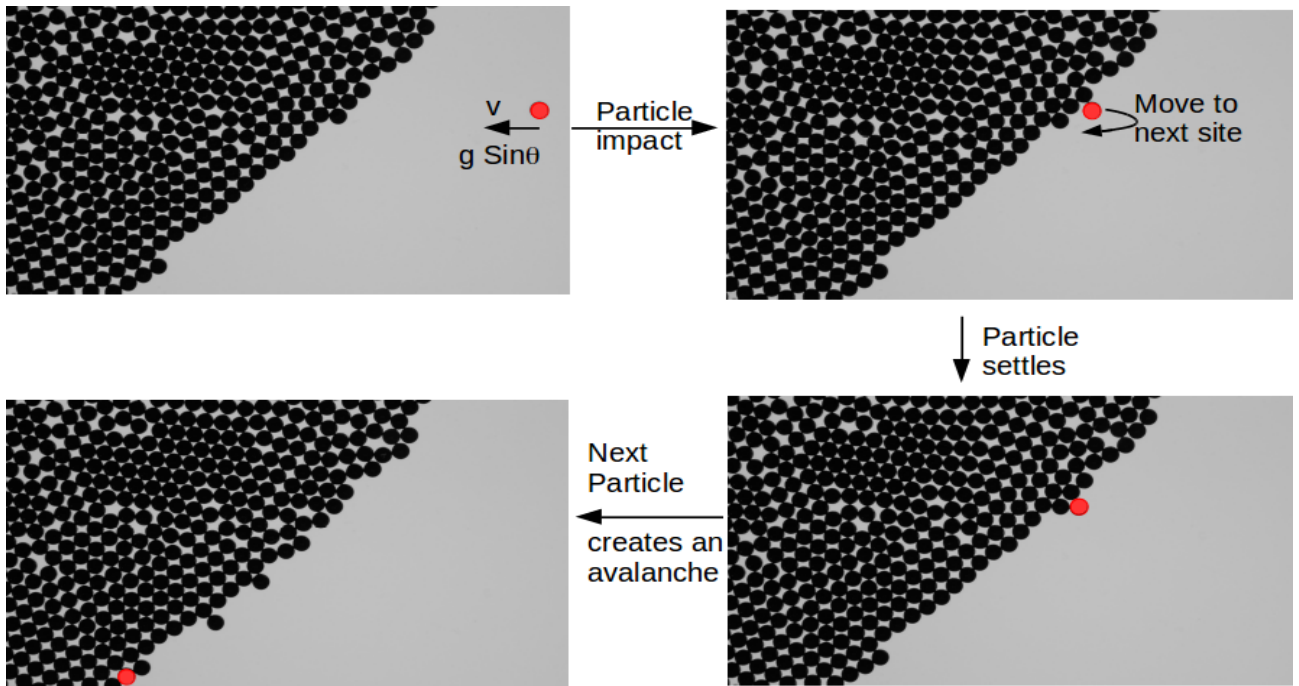 v
g Sinθ
Particle
impact
Move to
next site
Particle
settles
Next
Particle
creates an
avalanche